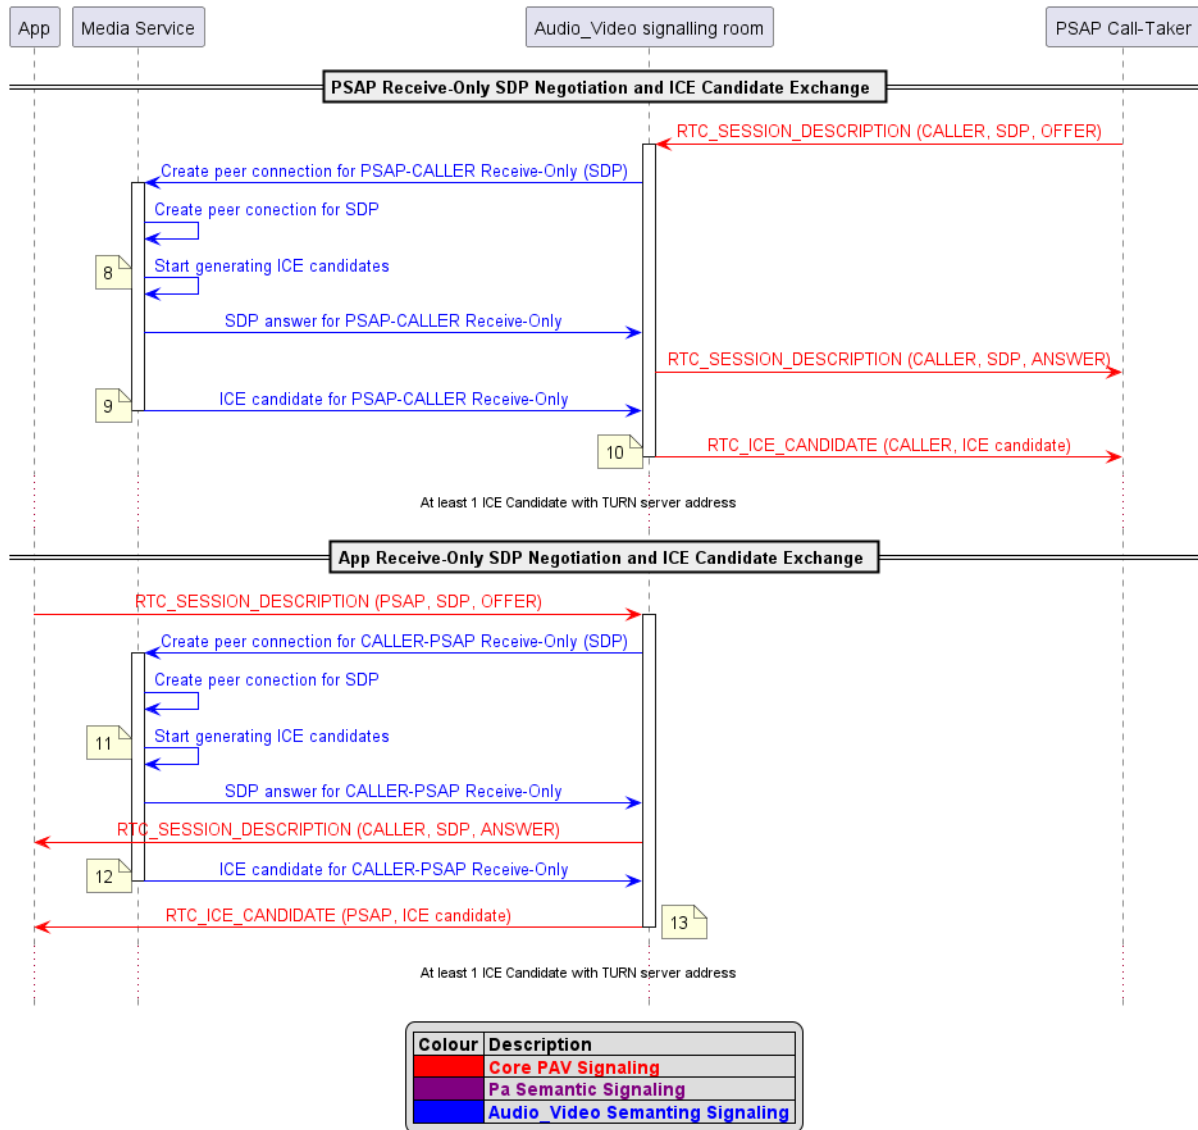 App
Media Service
Audio_Video signalling room
PSAP Call-Taker
PSAP Receive-Only SDP Negotiation and ICE Candidate Exchange
RTC_SESSION_DESCRIPTION (CALLER, SDP, OFFER)
Create peer connection for PSAP-CALLER Receive-Only (SDP)
Create peer conection for SDP
8
Start generating ICE candidates
SDP answer for PSAP-CALLER Receive-Only
RTC_SESSION_DESCRIPTION (CALLER, SDP, ANSWER)
9
ICE candidate for PSAP-CALLER Receive-Only
10
RTC_ICE_CANDIDATE (CALLER, ICE candidate)
At least 1 ICE Candidate with TURN server address
App Receive-Only SDP Negotiation and ICE Candidate Exchange
RTC_SESSION_DESCRIPTION (PSAP, SDP, OFFER)
Create peer connection for CALLER-PSAP Receive-Only (SDP)
Create peer conection for SDP
11
Start generating ICE candidates
SDP answer for CALLER-PSAP Receive-Only
RTC_SESSION_DESCRIPTION (CALLER, SDP, ANSWER)
12
ICE candidate for CALLER-PSAP Receive-Only
RTC_ICE_CANDIDATE (PSAP, ICE candidate)
13
At least 1 ICE Candidate with TURN server address
Colour Description
Core PAV Signaling
Pa Semantic Signaling
Audio_Video Semanting Signaling